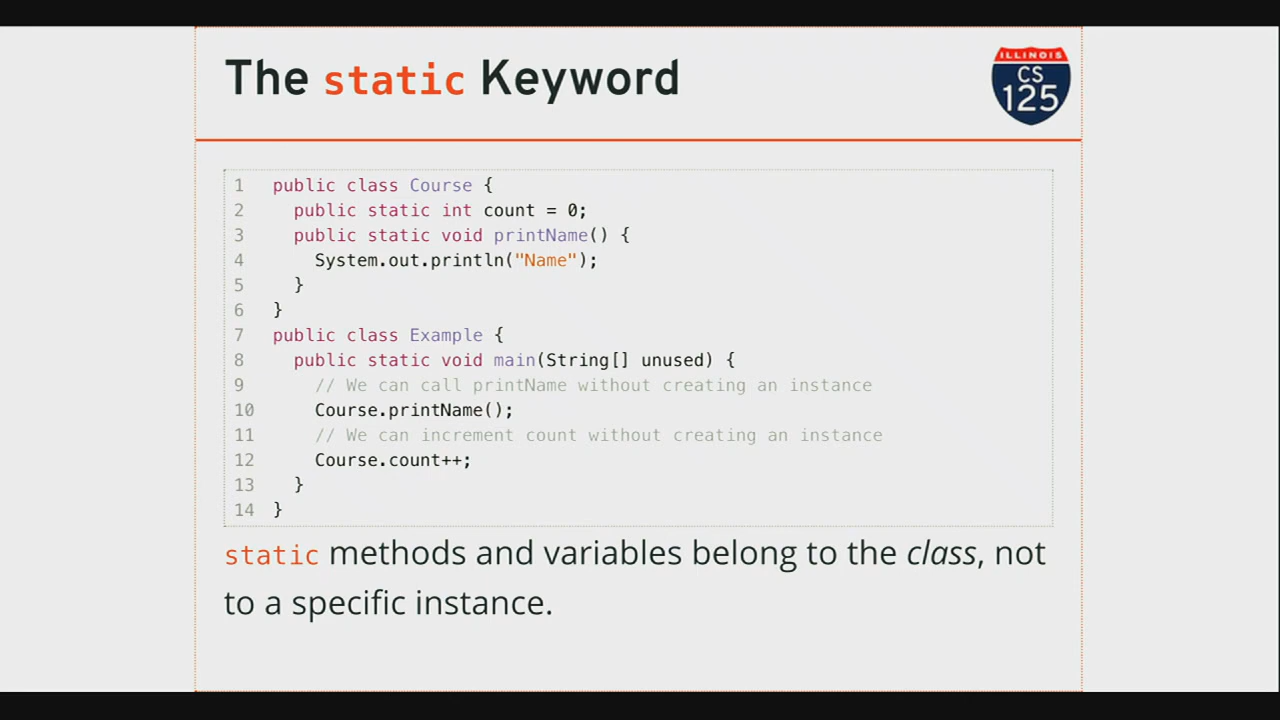 The static Keyword
ILLINOIS
CS
125
1 public class Course {
2 public static int count = 0;
3 public static void printName() {
4 System.out.println("Name");
5 }
6 }
7 public class Example {
8 public static void main(String[] unused) {
9 // We can call printName without creating an instance
10 Course.printName();
11 // We can increment count without creating an instance
12 Course.count++;
13 }
14 }
static methods and variables belong to the class, not
to a specific instance.